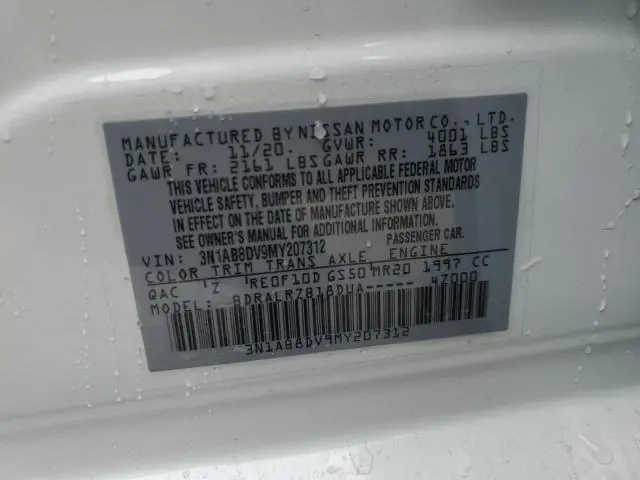 MANUFACTURED BY NISSAN MOTOR CO., LTD.
DATE: 11/20. GVWR: 4001 LBS
GAWR FR: 2161 LBS GAWR RR: 1863 LBS
THIS VEHICLE CONFORMS TO ALL APPLICABLE FEDERAL MOTOR
VEHICLE SAFETY, BUMPER AND THEFT PREVENTION STANDARDS
IN EFFECT ON THE DATE OF MANUFACTURE SHOWN ABOVE.
SEE OWNER'S MANUAL FOR ADDITIONAL INFORMATION.
VIN: 3N1AB8DV9MY207312 PASSENGER CAR.
COLOR TRIM TRANS AXLE ENGINE
QAC Z RE0F10D GS50 MR20 1997 CC
MODEL: BDRALRZB18DUA----- 4Z000
3N1AB8DV9MY207312